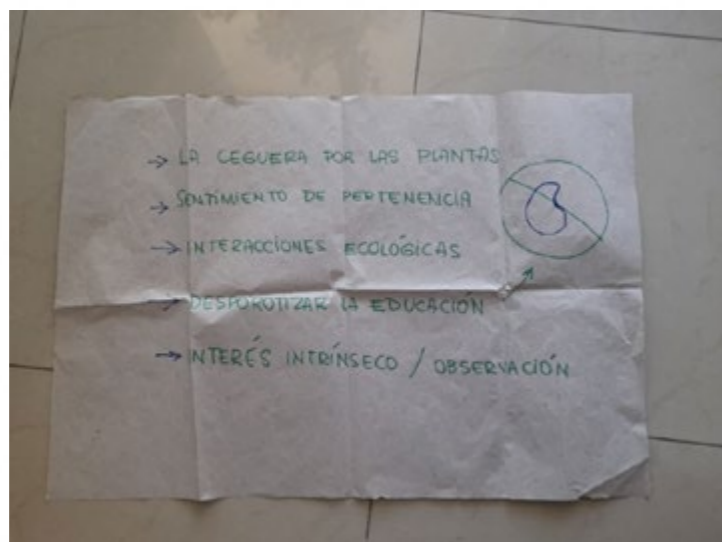 → LA CEGUERA POR LAS PLANTAS
→ SENTIMIENTO DE PERTENENCIA
→ INTERACCIONES ECOLÓGICAS
→ DESPOROTIZAR LA EDUCACIÓN
→ INTERÉS INTRÍNSECO / OBSERVACIÓN